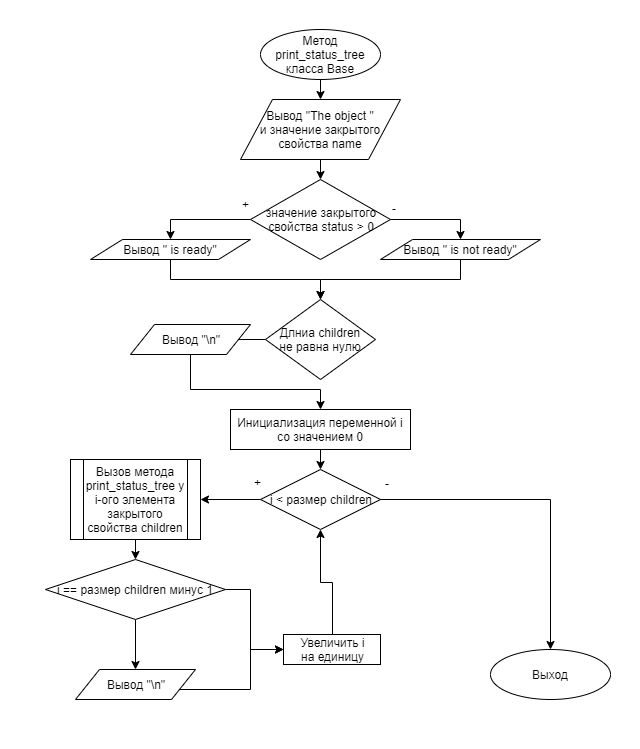 Метод
print_status_tree
класса Base
Вывод "The object "
и значение закрытого
свойства name
+
-
значение закрытого
свойства status > 0
Вывод " is ready"
Вывод " is not ready"
Вывод "\n"
Длниа children
не равна нулю
Инициализация переменной i
со значением 0
+
-
i < размер children
Вызов метода
print_status_tree у
i-ого элемента
закрытого
свойства children
i == размер children минус 1
Увеличить i
на единицу
Вывод "\n"
Выход